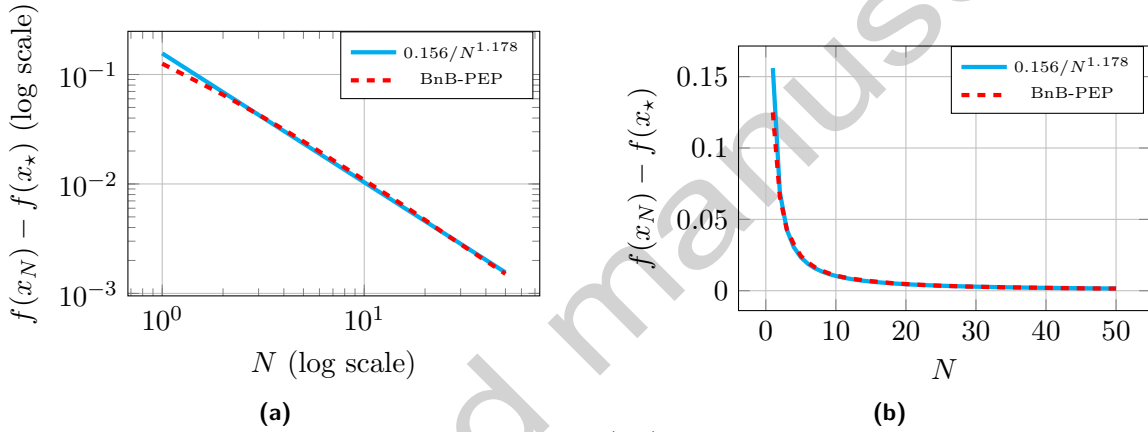 f(x_N) − f(x_⋆) (log scale)
10^{-1}
10^{-2}
10^{-3}
10^0
10^1
N (log scale)
0.156/N^{1.178}
BnB-PEP
(a)
f(x_N) − f(x_⋆)
0.15
0.1
0.05
0
0
10
20
30
40
50
N
0.156/N^{1.178}
BnB-PEP
(b)
d manus